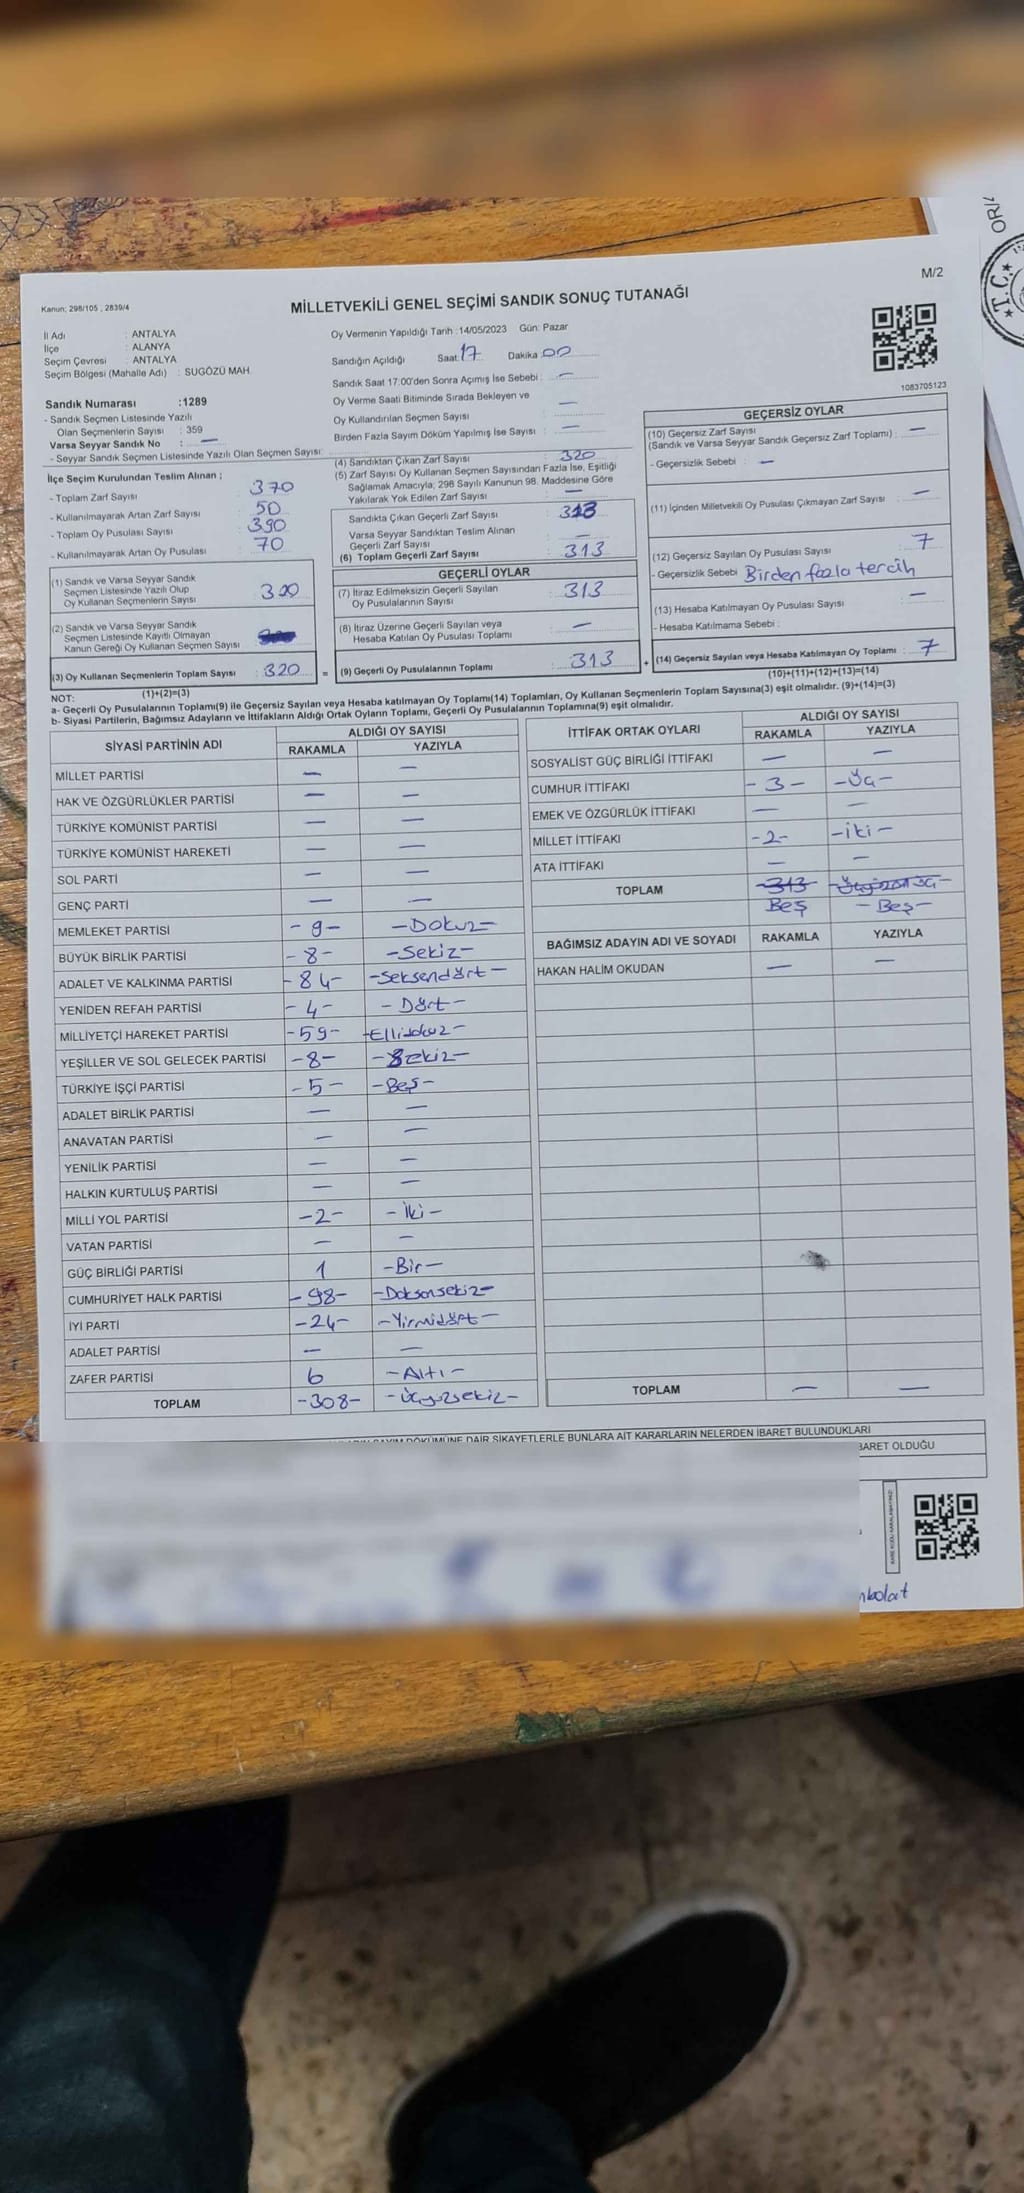 ORJ
T.C.
M/2
Kanun; 298/105 , 2839/4
MİLLETVEKİLİ GENEL SEÇİMİ SANDIK SONUÇ TUTANAĞI
İl Adı : ANTALYA
İlçe : ALANYA
Seçim Çevresi : ANTALYA
Seçim Bölgesi (Mahalle Adı) : SUGÖZÜ MAH.
Oy Vermenin Yapıldığı Tarih :14/05/2023 Gün: Pazar
Sandığın Açıldığı Saat: 17 Dakika 00
Sandık Saat 17:00'den Sonra Açımış İse Sebebi : —
Oy Verme Saati Bitiminde Sırada Bekleyen ve
Oy Kullandırılan Seçmen Sayısı —
Birden Fazla Sayım Döküm Yapılmış İse Sayısı : —
1083705123
Sandık Numarası :1289
- Sandık Seçmen Listesinde Yazılı
Olan Seçmenlerin Sayısı : 359
Varsa Seyyar Sandık No : —
- Seyyar Sandık Seçmen Listesinde Yazılı Olan Seçmen Sayısı:
İlçe Seçim Kurulundan Teslim Alınan ;
- Toplam Zarf Sayısı 370
- Kullanılmayarak Artan Zarf Sayısı 50
- Toplam Oy Pusulası Sayısı 390
- Kullanılmayarak Artan Oy Pusulası 70
(1) Sandık ve Varsa Seyyar Sandık
Seçmen Listesinde Yazılı Olup
Oy Kullanan Seçmenlerin Sayısı : 320
(2) Sandık ve Varsa Seyyar Sandık
Seçmen Listesinde Kayıtlı Olmayan
Kanun Gereği Oy Kullanan Seçmen Sayısı :
(3) Oy Kullanan Seçmenlerin Toplam Sayısı : 320 =
(1)+(2)=(3)
(4) Sandıktan Çıkan Zarf Sayısı 320
(5) Zarf Sayısı Oy Kullanan Seçmen Sayısından Fazla İse, Eşitliği
Sağlamak Amacıyla; 298 Sayılı Kanunun 98. Maddesine Göre
Yakılarak Yok Edilen Zarf Sayısı —
Sandıkta Çıkan Geçerli Zarf Sayısı : 313
Varsa Seyyar Sandıktan Teslim Alınan
Geçerli Zarf Sayısı : —
(6) Toplam Geçerli Zarf Sayısı : 313
GEÇERLİ OYLAR
(7) İtiraz Edilmeksizin Geçerli Sayılan
Oy Pusulalarının Sayısı : 313
(8) İtiraz Üzerine Geçerli Sayılan veya
Hesaba Katılan Oy Pusulası Toplamı : —
(9) Geçerli Oy Pusulalarının Toplamı : 313 +
GEÇERSİZ OYLAR
(10) Geçersiz Zarf Sayısı
(Sandık ve Varsa Seyyar Sandık Geçersiz Zarf Toplamı) : —
- Geçersizlik Sebebi : —
(11) İçinden Milletvekili Oy Pusulası Çıkmayan Zarf Sayısı : —
(12) Geçersiz Sayılan Oy Pusulası Sayısı : 7
- Geçersizlik Sebebi Birden fazla tercih
(13) Hesaba Katılmayan Oy Pusulası Sayısı : —
- Hesaba Katılmama Sebebi :
(14) Geçersiz Sayılan veya Hesaba Katılmayan Oy Toplamı : 7
(10)+(11)+(12)+(13)=(14)
NOT:
a- Geçerli Oy Pusulalarının Toplamı(9) ile Geçersiz Sayılan veya Hesaba katılmayan Oy Toplamı(14) Toplamları, Oy Kullanan Seçmenlerin Toplam Sayısına(3) eşit olmalıdır. (9)+(14)=(3)
b- Siyasi Partilerin, Bağımsız Adayların ve İttifakların Aldığı Ortak Oyların Toplamı, Geçerli Oy Pusulalarının Toplamına(9) eşit olmalıdır.
SİYASİ PARTİNİN ADI ALDIĞI OY SAYISI
RAKAMLA YAZIYLA
MİLLET PARTİSİ — —
HAK VE ÖZGÜRLÜKLER PARTİSİ — —
TÜRKİYE KOMÜNİST PARTİSİ — —
TÜRKİYE KOMÜNİST HAREKETİ — —
SOL PARTİ — —
GENÇ PARTİ — —
MEMLEKET PARTİSİ -9- -Dokuz-
BÜYÜK BİRLİK PARTİSİ -8- -Sekiz-
ADALET VE KALKINMA PARTİSİ -84- -Seksendört-
YENİDEN REFAH PARTİSİ -4- -Dört-
MİLLİYETÇİ HAREKET PARTİSİ -59- -Ellidokuz-
YEŞİLLER VE SOL GELECEK PARTİSİ -8- -Sekiz-
TÜRKİYE İŞÇİ PARTİSİ -5- -Beş-
ADALET BİRLİK PARTİSİ — —
ANAVATAN PARTİSİ — —
YENİLİK PARTİSİ — —
HALKIN KURTULUŞ PARTİSİ — —
MİLLİ YOL PARTİSİ -2- -İki-
VATAN PARTİSİ — —
GÜÇ BİRLİĞİ PARTİSİ 1 -Bir-
CUMHURİYET HALK PARTİSİ -98- -Doksansekiz-
İYİ PARTİ -24- -Yirmidört-
ADALET PARTİSİ — —
ZAFER PARTİSİ 6 -Altı-
TOPLAM -308- -Üçyüzsekiz-
İTTİFAK ORTAK OYLARI ALDIĞI OY SAYISI
RAKAMLA YAZIYLA
SOSYALİST GÜÇ BİRLİĞİ İTTİFAKI — —
CUMHUR İTTİFAKI -3- -Üç-
EMEK VE ÖZGÜRLÜK İTTİFAKI — —
MİLLET İTTİFAKI -2- -İki-
ATA İTTİFAKI — —
TOPLAM -313- -Üçyüzonüç-
Beş -Beş-
BAĞIMSIZ ADAYIN ADI VE SOYADI RAKAMLA YAZIYLA
HAKAN HALİM OKUDAN — —
TOPLAM — —
SAYIM DÖKÜMÜNE DAİR ŞİKAYETLERLE BUNLARA AİT KARARLARIN NELERDEN İBARET BULUNDUKLARI
BARET OLDUĞU
KARE KODU KARALAMAYINIZ!
nbolat